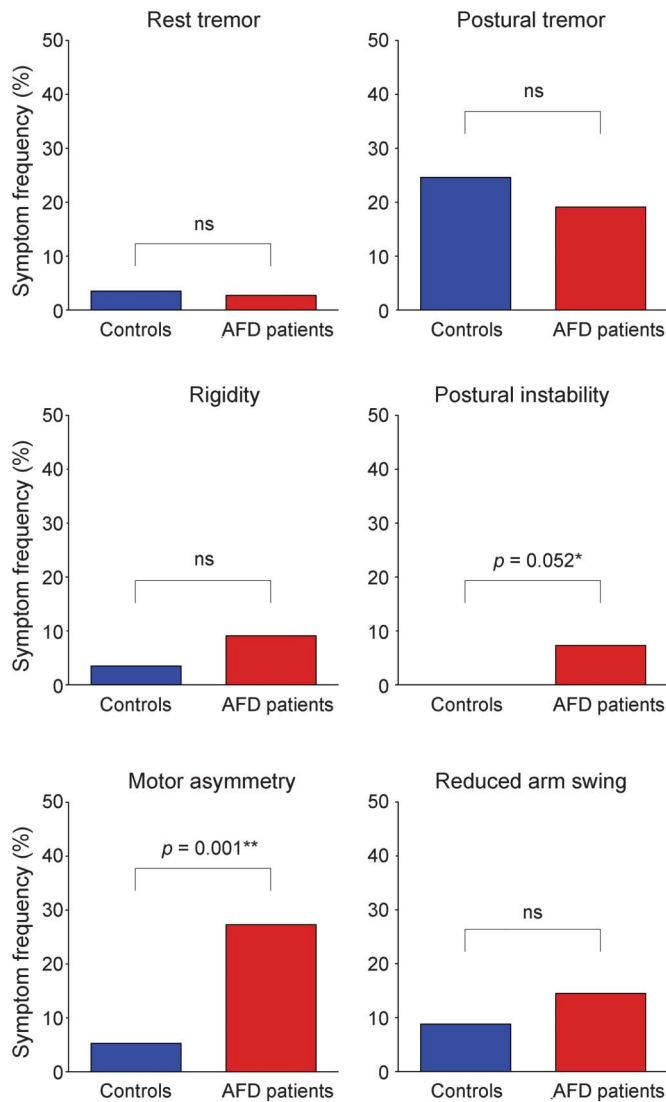 Rest tremor
Symptom frequency (%)
50
40
30
20
10
0
ns
Controls AFD patients
Postural tremor
50
40
30
20
10
0
ns
Controls AFD patients
Rigidity
Symptom frequency (%)
50
40
30
20
10
0
ns
Controls AFD patients
Postural instability
50
40
30
20
10
0
p = 0.052*
Controls AFD patients
Motor asymmetry
Symptom frequency (%)
50
40
30
20
10
0
p = 0.001**
Controls AFD patients
Reduced arm swing
50
40
30
20
10
0
ns
Controls AFD patients